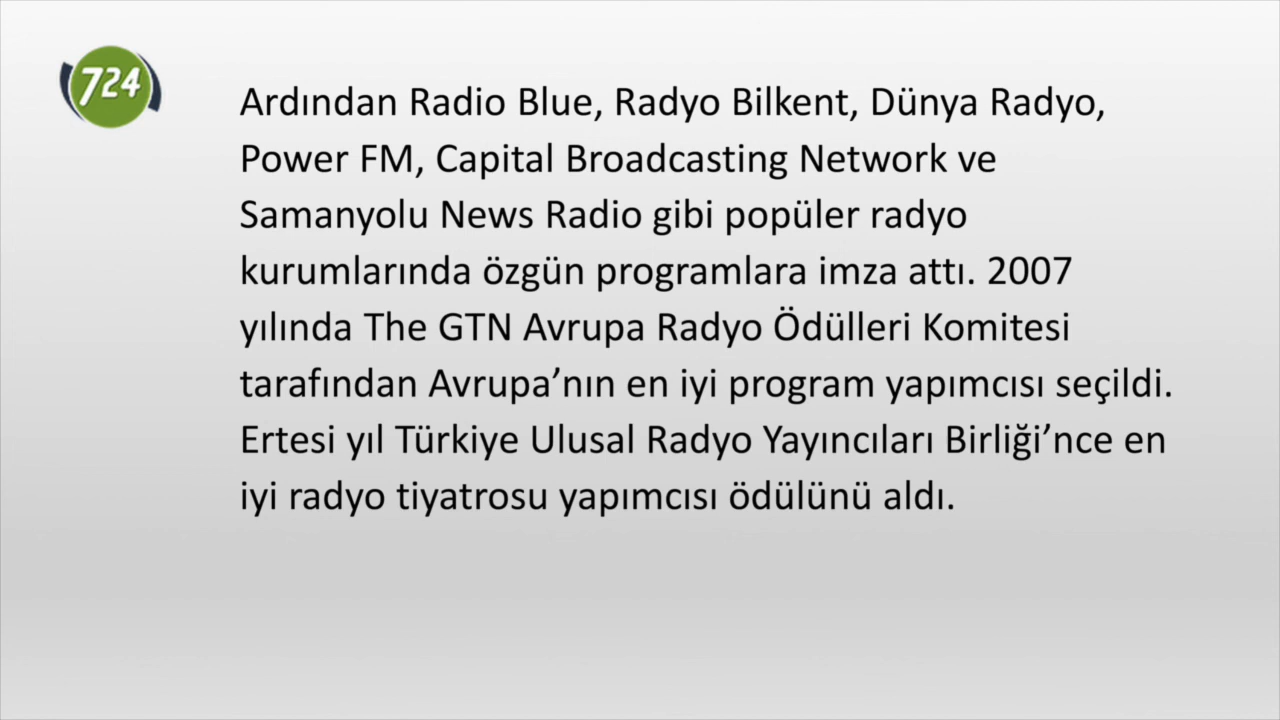 724
Ardından Radio Blue, Radyo Bilkent, Dünya Radyo,
Power FM, Capital Broadcasting Network ve
Samanyolu News Radio gibi popüler radyo
kurumlarında özgün programlara imza attı. 2007
yılında The GTN Avrupa Radyo Ödülleri Komitesi
tarafından Avrupa’nın en iyi program yapımcısı seçildi.
Ertesi yıl Türkiye Ulusal Radyo Yayıncıları Birliği’nce en
iyi radyo tiyatrosu yapımcısı ödülünü aldı.